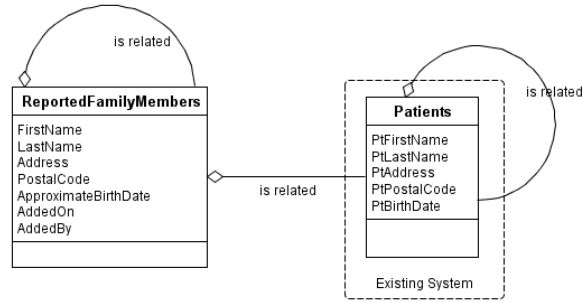 is related
ReportedFamilyMembers
FirstName
LastName
Address
PostalCode
ApproximateBirthDate
AddedOn
AddedBy
is related
Patients
PtFirstName
PtLastName
PtAddress
PtPostalCode
PtBirthDate
is related
Existing System